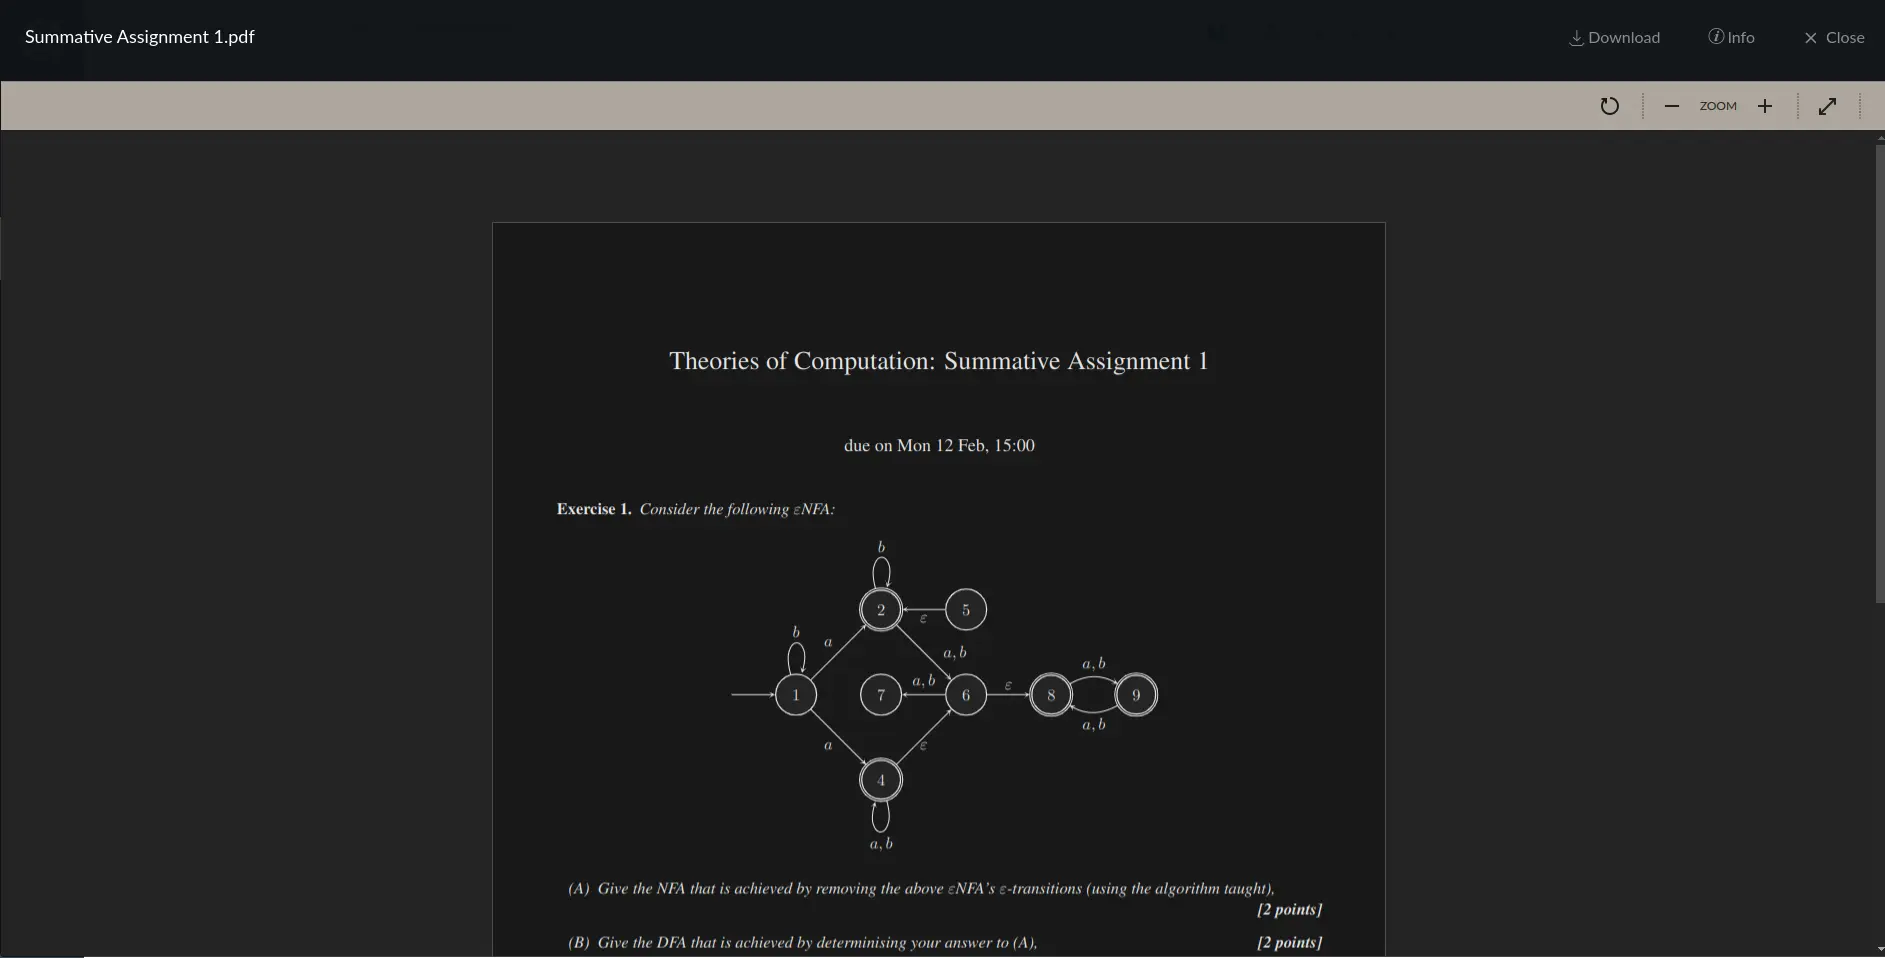 Summative Assignment 1.pdf
Download
Info
Close
ZOOM
Theories of Computation: Summative Assignment 1
due on Mon 12 Feb, 15:00
Exercise 1. Consider the following εNFA:
b
2
5
ε
b
a
a, b
a, b
a, b
ε
1
7
6
8
9
a, b
a
ε
4
a, b
(A) Give the NFA that is achieved by removing the above εNFA's ε-transitions (using the algorithm taught),
[2 points]
(B) Give the DFA that is achieved by determinising your answer to (A), [2 points]